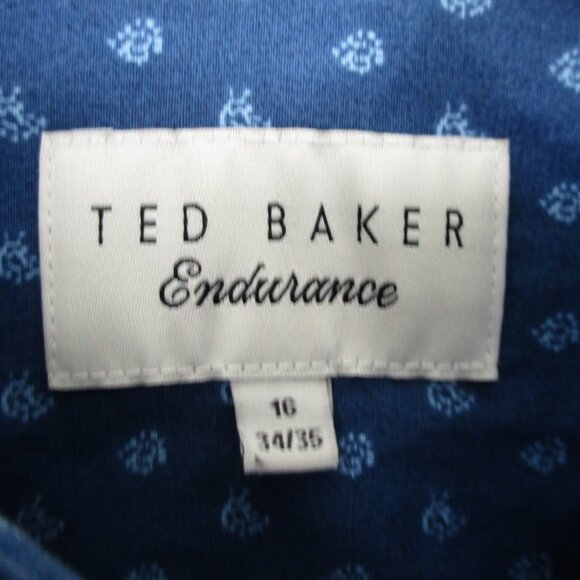 TED BAKER
Endurance
16
34/35